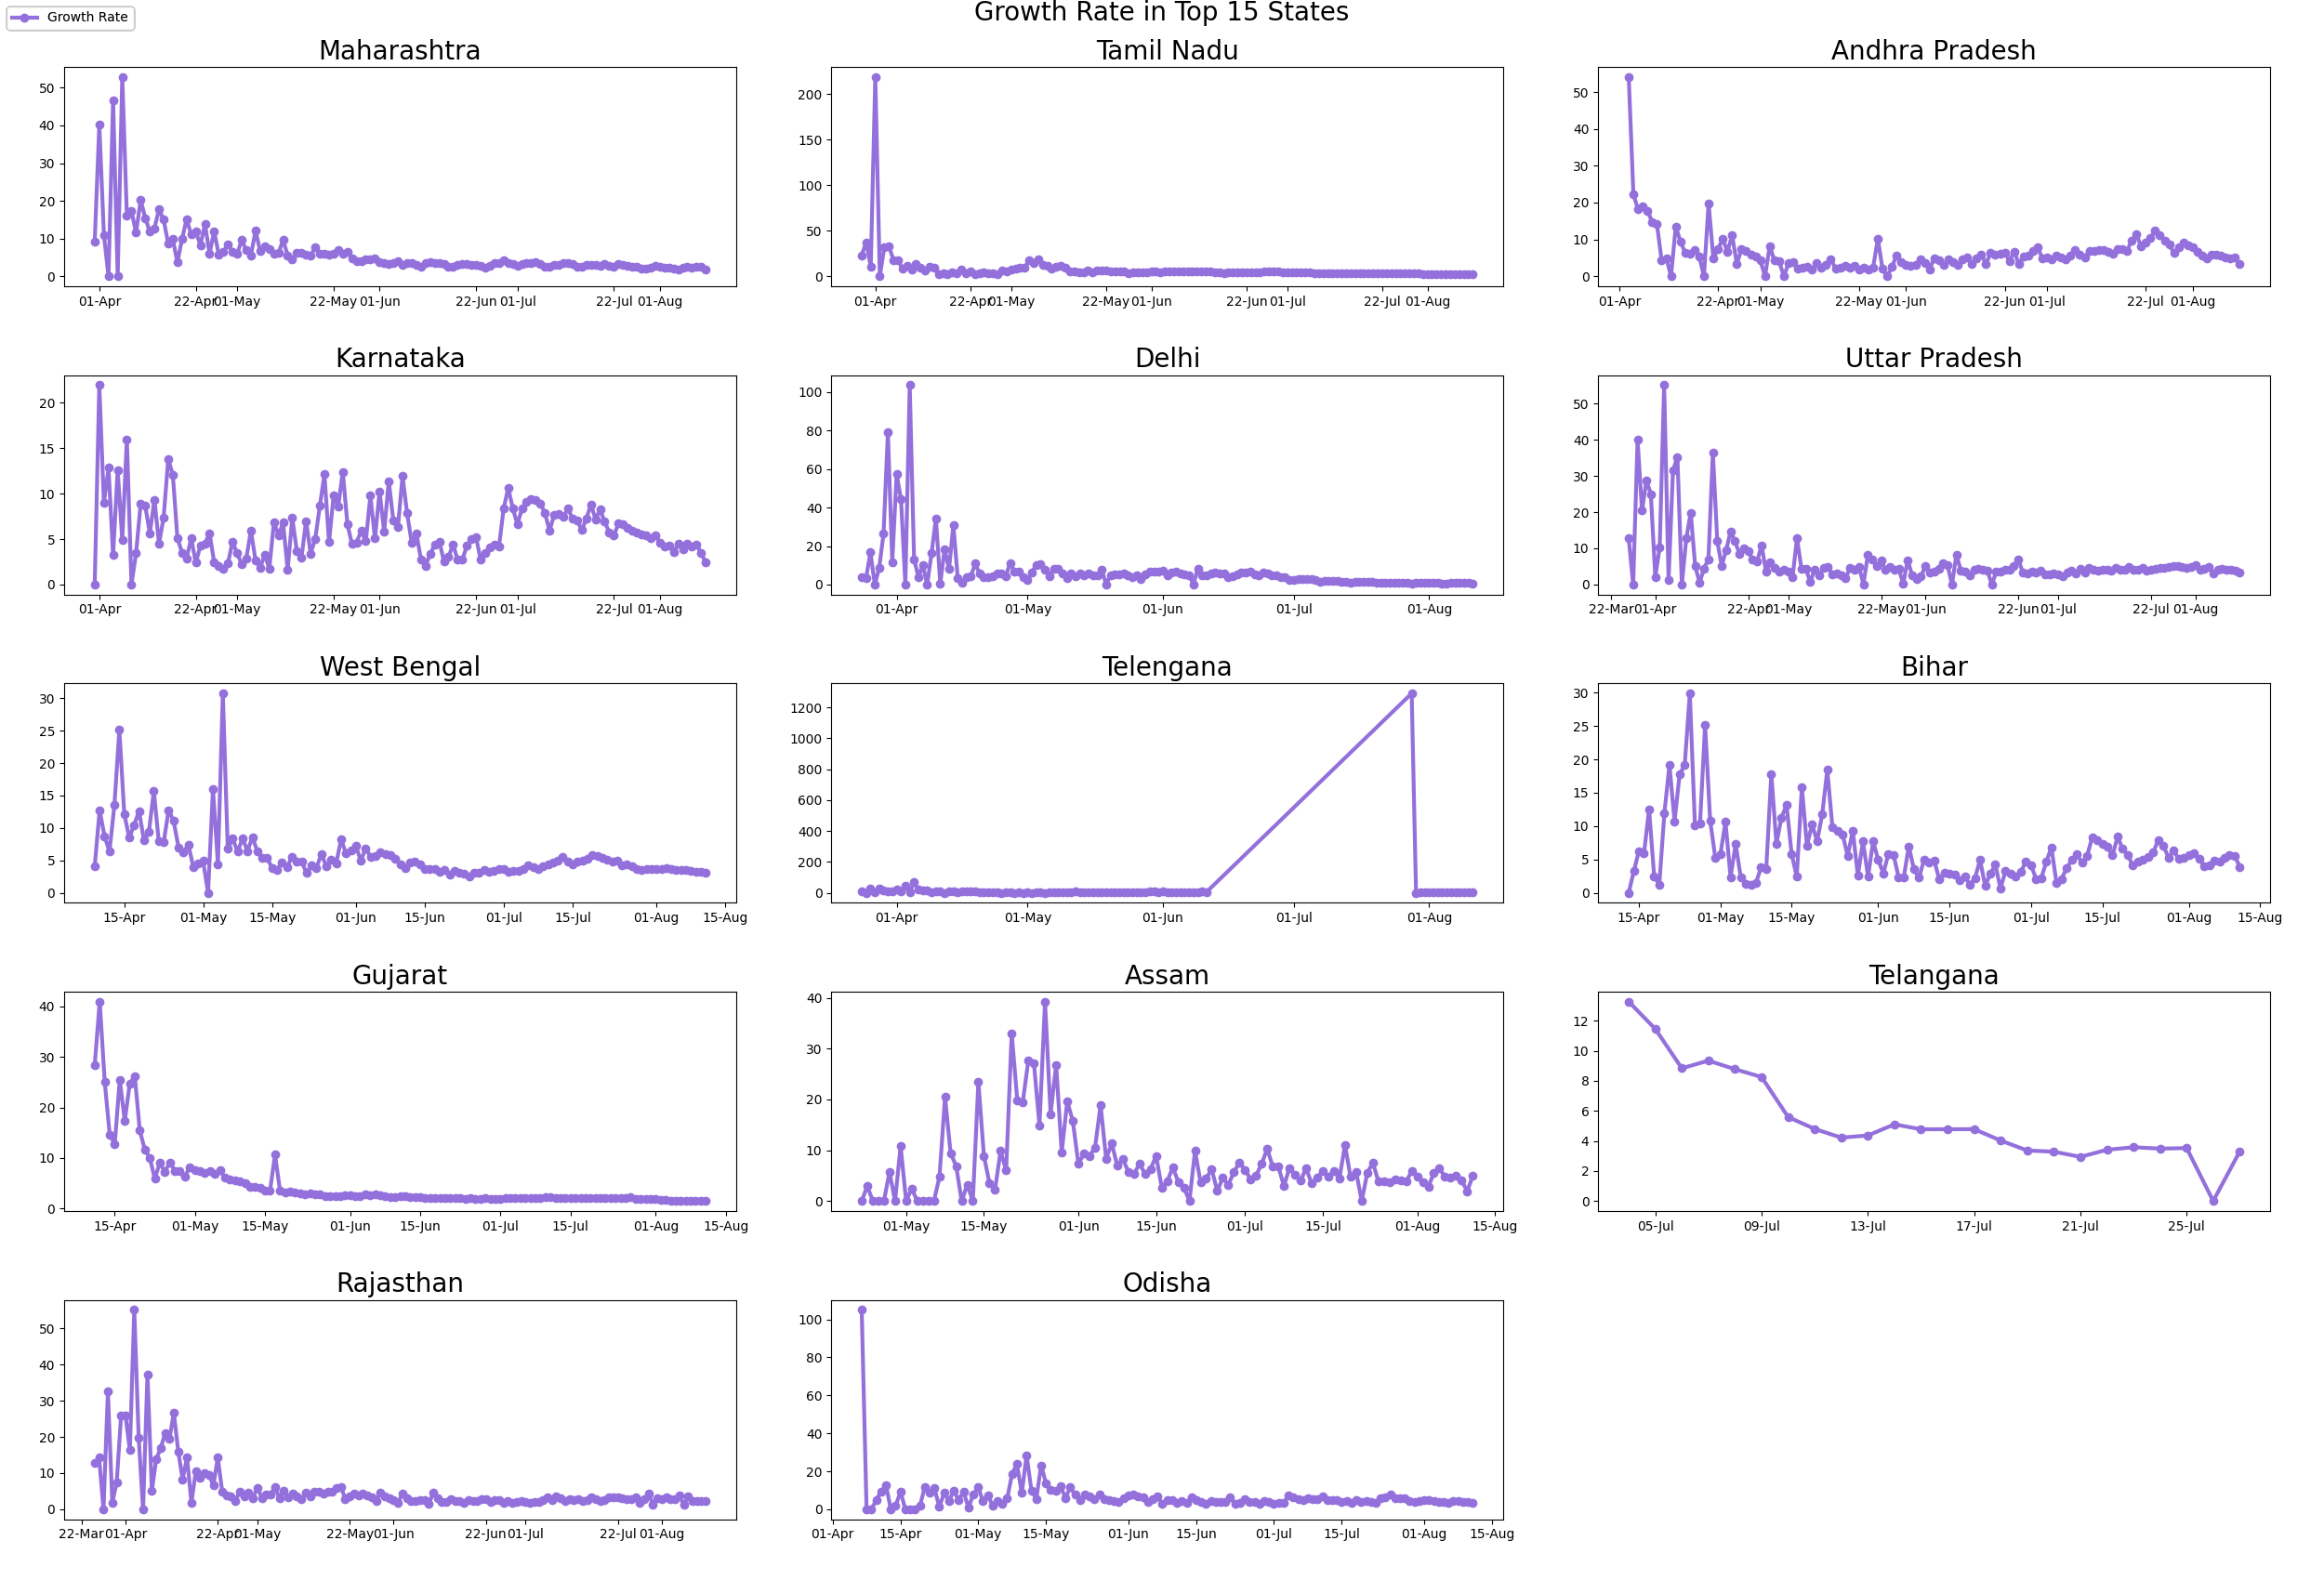 Growth Rate in Top 15 States
Growth Rate
Maharashtra
50
40
30
20
10
0
01-Apr 22-Apr 01-May 22-May 01-Jun 22-Jun 01-Jul 22-Jul 01-Aug
Tamil Nadu
200
150
100
50
0
01-Apr 22-Apr 01-May 22-May 01-Jun 22-Jun 01-Jul 22-Jul 01-Aug
Andhra Pradesh
50
40
30
20
10
0
01-Apr 22-Apr 01-May 22-May 01-Jun 22-Jun 01-Jul 22-Jul 01-Aug
Karnataka
20
15
10
5
0
01-Apr 22-Apr 01-May 22-May 01-Jun 22-Jun 01-Jul 22-Jul 01-Aug
Delhi
100
80
60
40
20
0
01-Apr 01-May 01-Jun 01-Jul 01-Aug
Uttar Pradesh
50
40
30
20
10
0
22-Mar 01-Apr 22-Apr 01-May 22-May 01-Jun 22-Jun 01-Jul 22-Jul 01-Aug
West Bengal
30
25
20
15
10
5
0
15-Apr 01-May 15-May 01-Jun 15-Jun 01-Jul 15-Jul 01-Aug 15-Aug
Telengana
1200
1000
800
600
400
200
0
01-Apr 01-May 01-Jun 01-Jul 01-Aug
Bihar
30
25
20
15
10
5
0
15-Apr 01-May 15-May 01-Jun 15-Jun 01-Jul 15-Jul 01-Aug 15-Aug
Gujarat
40
30
20
10
0
15-Apr 01-May 15-May 01-Jun 15-Jun 01-Jul 15-Jul 01-Aug 15-Aug
Assam
40
30
20
10
0
01-May 15-May 01-Jun 15-Jun 01-Jul 15-Jul 01-Aug 15-Aug
Telangana
12
10
8
6
4
2
0
05-Jul 09-Jul 13-Jul 17-Jul 21-Jul 25-Jul
Rajasthan
50
40
30
20
10
0
22-Mar 01-Apr 22-Apr 01-May 22-May 01-Jun 22-Jun 01-Jul 22-Jul 01-Aug
Odisha
100
80
60
40
20
0
01-Apr 15-Apr 01-May 15-May 01-Jun 15-Jun 01-Jul 15-Jul 01-Aug 15-Aug